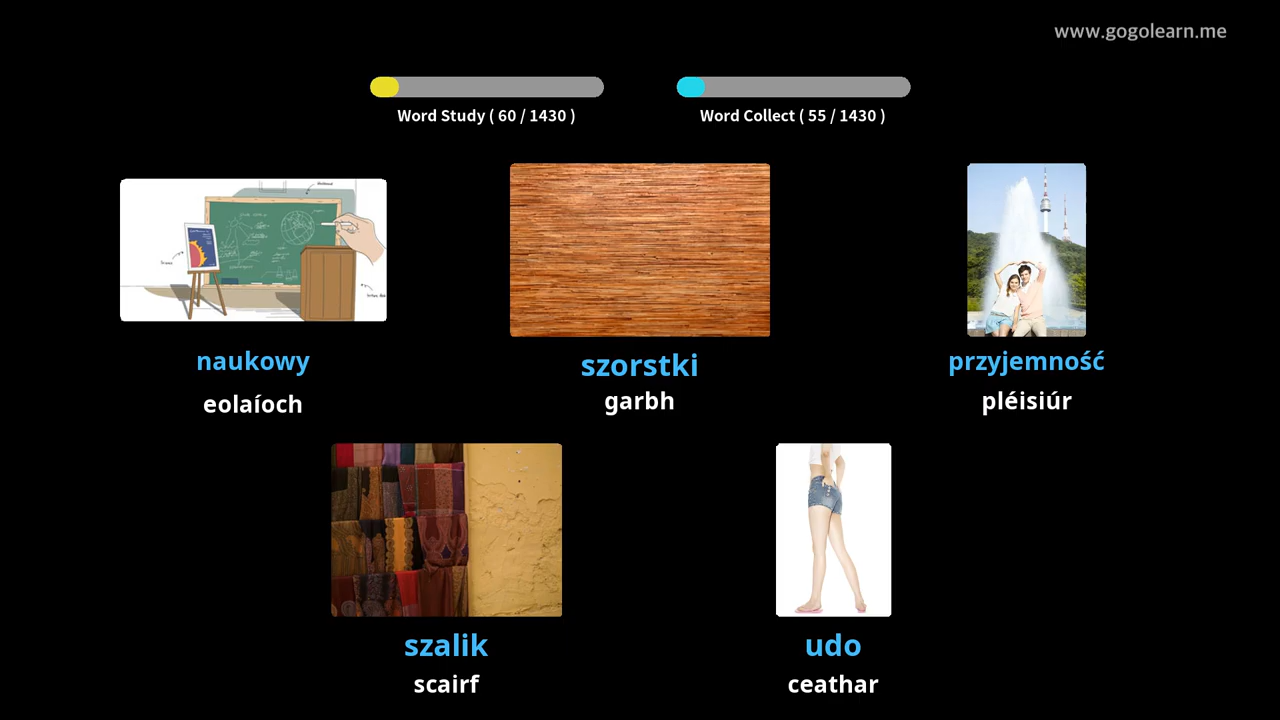 www.gogolearn.me
Word Study ( 60 / 1430 )
Word Collect ( 55 / 1430 )
naukowy
eolaíoch
szorstki
garbh
przyjemność
pléisiúr
szalik
scairf
udo
ceathar